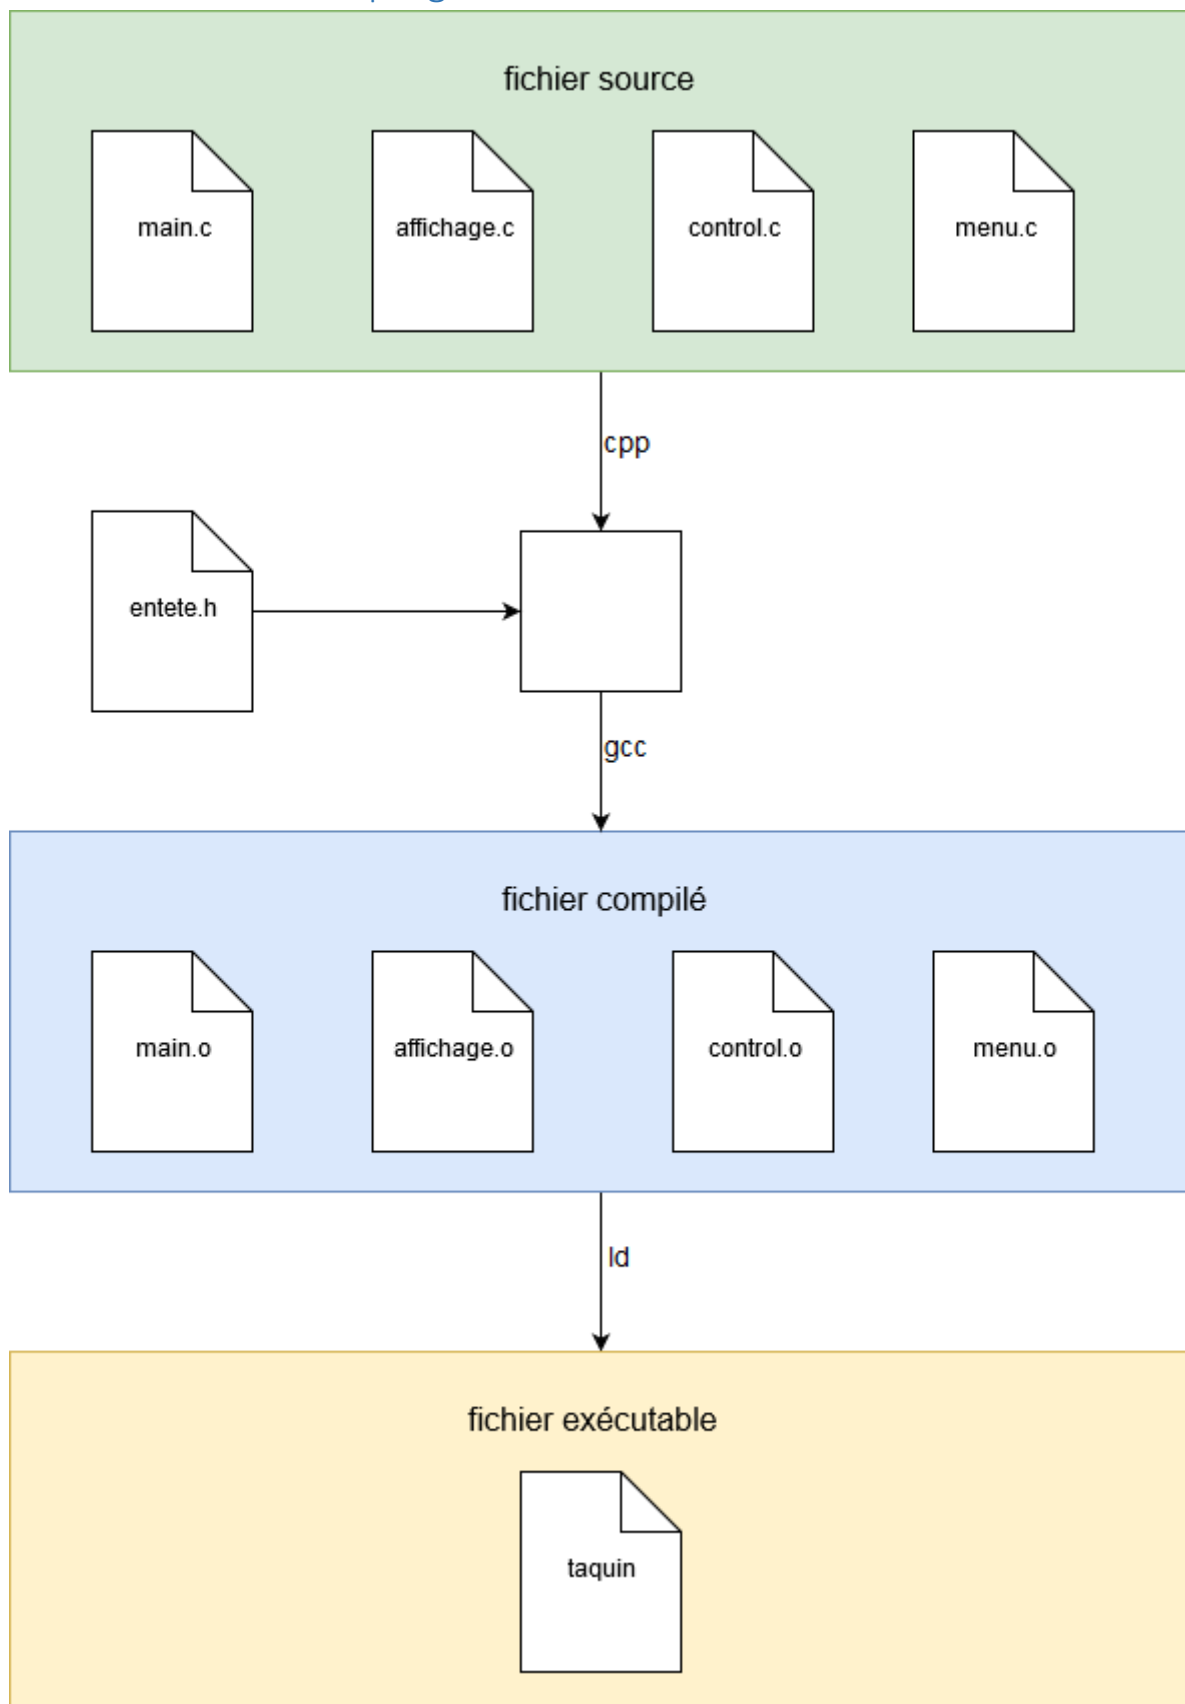 fichier source
main.c
affichage.c
control.c
menu.c
cpp
entete.h
gcc
fichier compilé
main.o
affichage.o
control.o
menu.o
ld
fichier exécutable
taquin